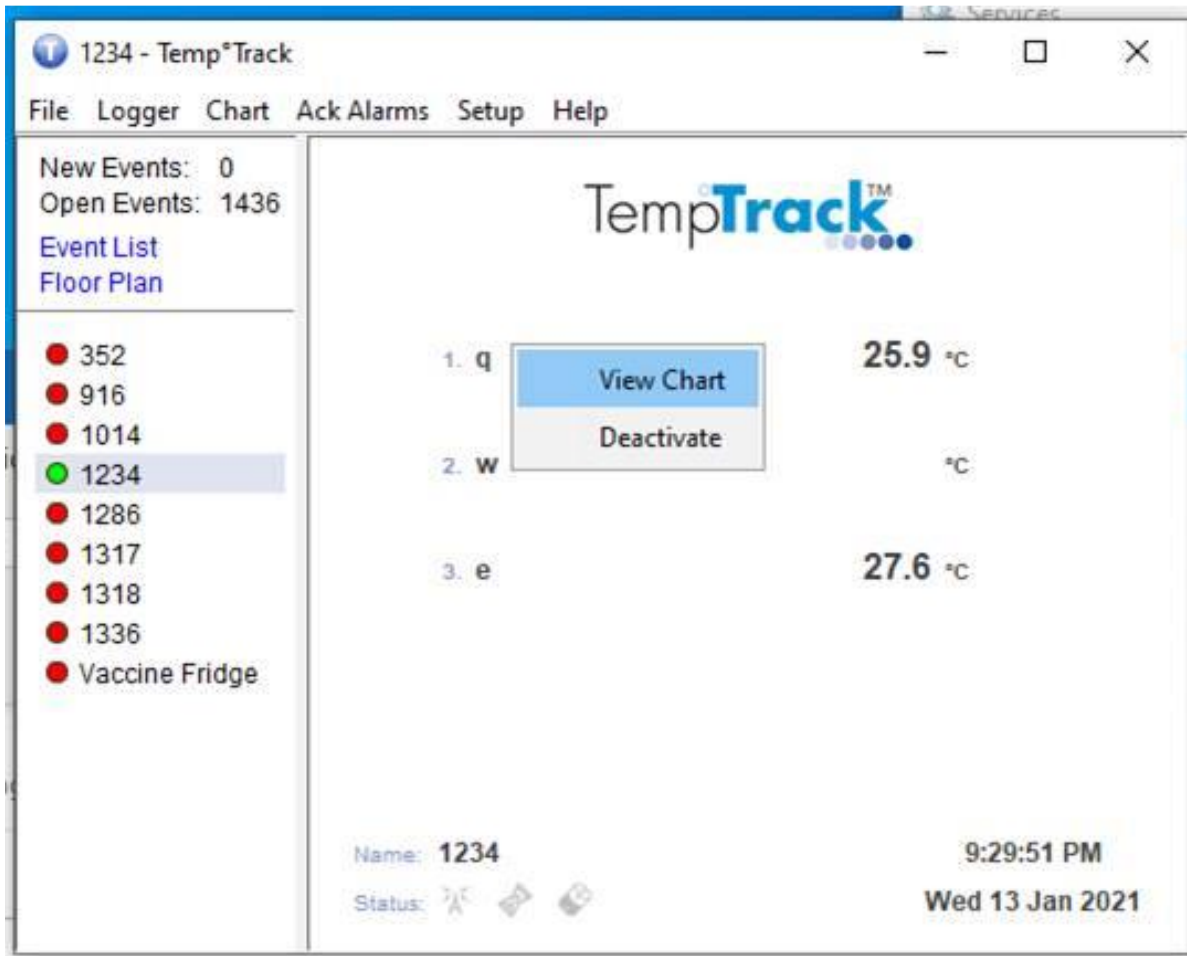 Services
1234 - Temp°Track
File Logger Chart Ack Alarms Setup Help
New Events: 0
Open Events: 1436
Event List
Floor Plan
352
916
1014
1234
1286
1317
1318
1336
Vaccine Fridge
Temp°Track™
1. q 25.9 °C
View Chart
Deactivate
2. w °C
3. e 27.6 °C
Name: 1234 9:29:51 PM
Status: Wed 13 Jan 2021